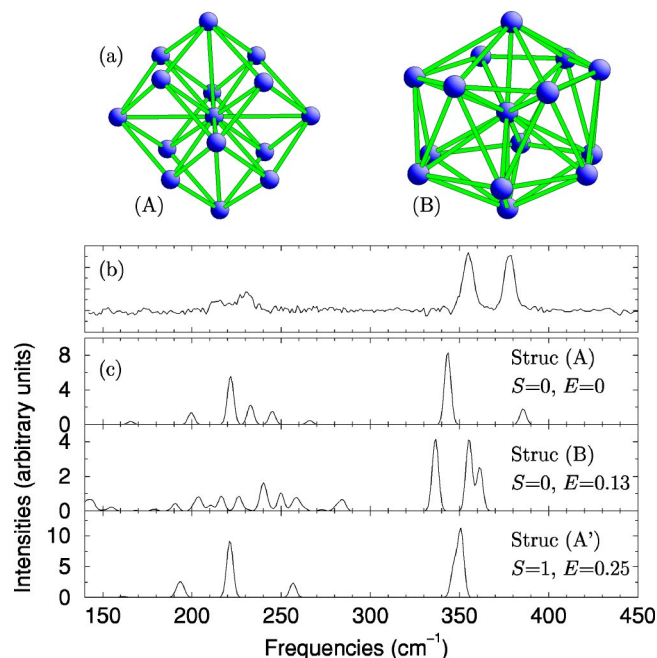 (a)
(A)
(B)
(b)
(c)
Struc (A)
S=0, E=0
Struc (B)
S=0, E=0.13
Struc (A')
S=1, E=0.25
8
4
0
4
2
0
10
5
0
150 200 250 300 350 400 450
Intensities (arbitrary units)
Frequencies (cm⁻¹)